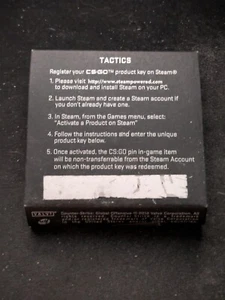 TACTICS
Register your CS:GO™ product key on Steam®
1. Please visit http://www.steampowered.com
to download and install Steam on your PC.
2. Launch Steam and create a Steam account if
you don't already have one.
3. In Steam, from the Games menu, select:
"Activate a Product on Steam"
4. Follow the instructions and enter the unique
product key below.
5. Once activated, the CS:GO pin in-game item
will be non-transferrable from the Steam Account
on which the product key was redeemed.
VALVE